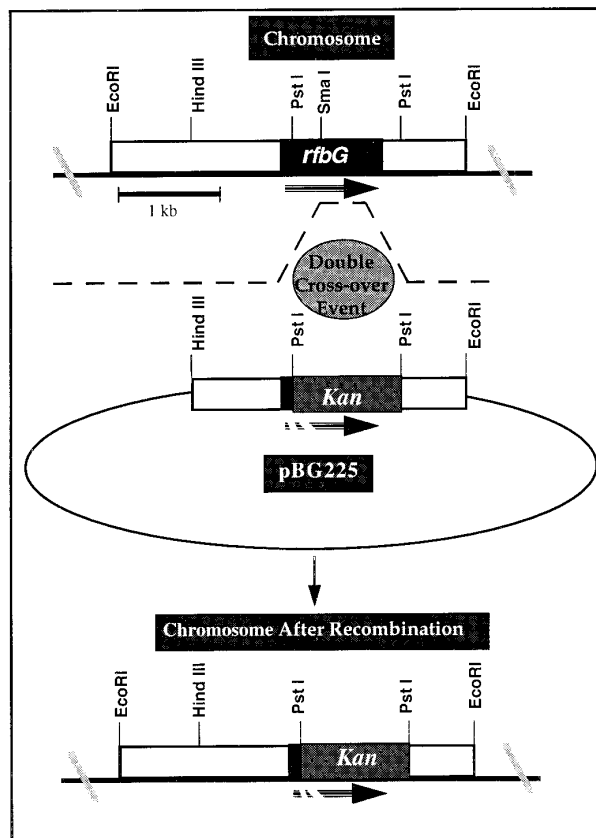 Chromosome
EcoRI
Hind III
Pst I
Sma I
Pst I
EcoRI
rfbG
1 kb
Double
Cross-over
Event
Hind III
Pst I
Pst I
EcoRI
Kan
pBG225
Chromosome After Recombination
EcoRI
Hind III
Pst I
Pst I
EcoRI
Kan